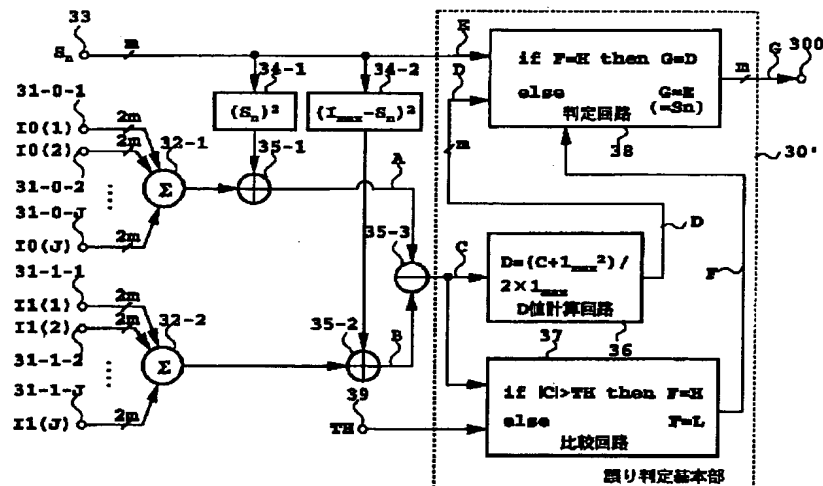 33
Sn
m
E
G
300
34-1
34-2
D
if F=H then G=D
else G=E
(=Sn)
判定回路
38
m
30'
31-0-1
I0(1)
2m
I0(2)
2m
32-1
(Sn)²
(Imax-Sn)²
35-1
Σ
A
m
31-0-2
31-0-J
I0(J)
2m
35-3
D
C
D=(C+1max²)/
2×1max
D値計算回路
36
F
31-1-1
I1(1)
2m
I1(2)
2m
32-2
Σ
35-2
B
31-1-2
31-1-J
I1(J)
2m
39
TH
37
if |C|>TH then F=H
else F=L
比較回路
誤り判定基本部